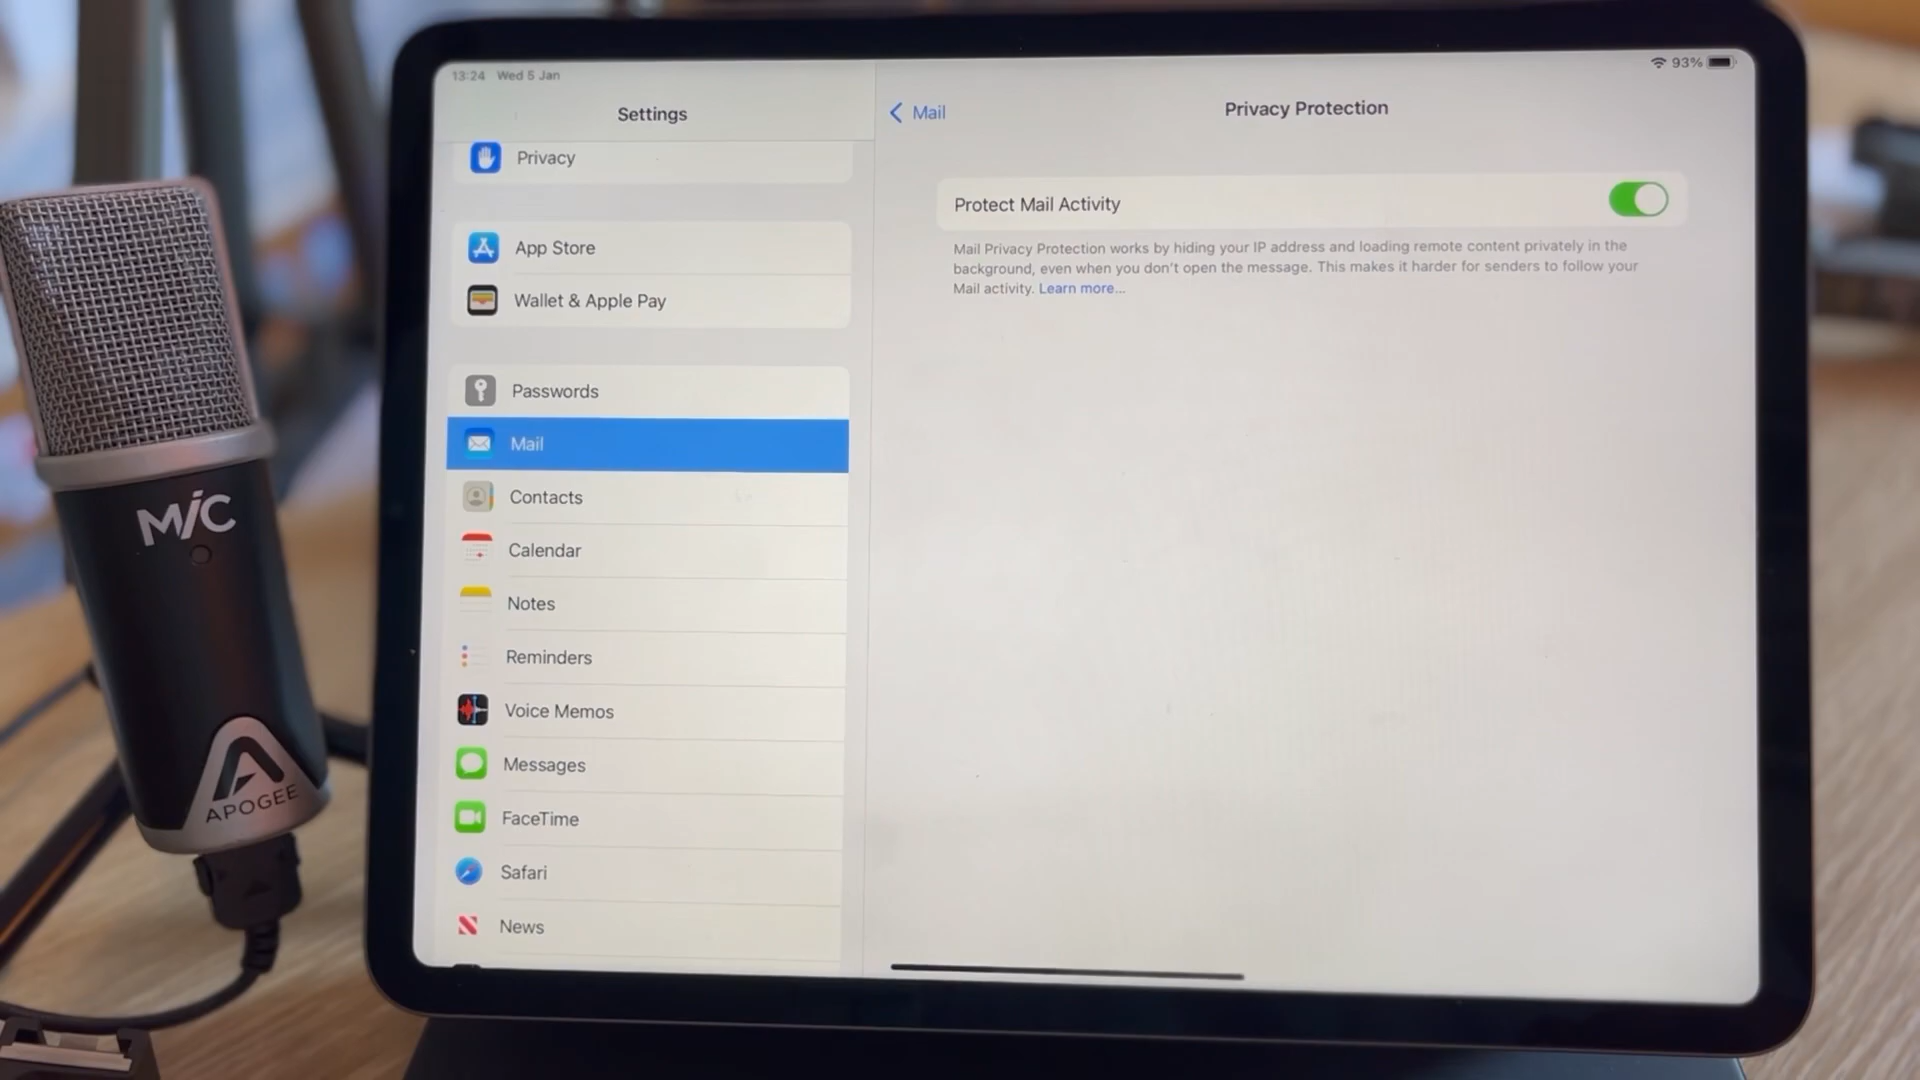 13:24 Wed 5 Jan
93%
Settings
Privacy
App Store
Wallet & Apple Pay
Passwords
Mail
Contacts
Calendar
Notes
Reminders
Voice Memos
Messages
FaceTime
Safari
News
Mail
Privacy Protection
Protect Mail Activity
Mail Privacy Protection works by hiding your IP address and loading remote content privately in the
background, even when you don't open the message. This makes it harder for senders to follow your
Mail activity. Learn more...
MiC
APOGEE